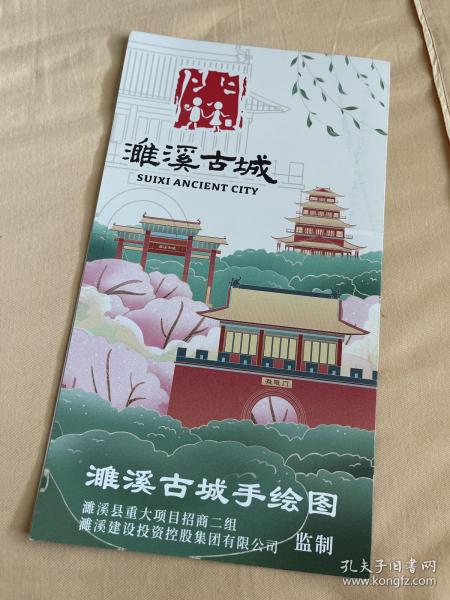 濉溪古城
SUIXI ANCIENT CITY
濉溪古城手绘图
濉溪县重大项目招商二组
濉溪建设投资控股集团有限公司 监制
孔夫子旧书网
www.kongfz.com